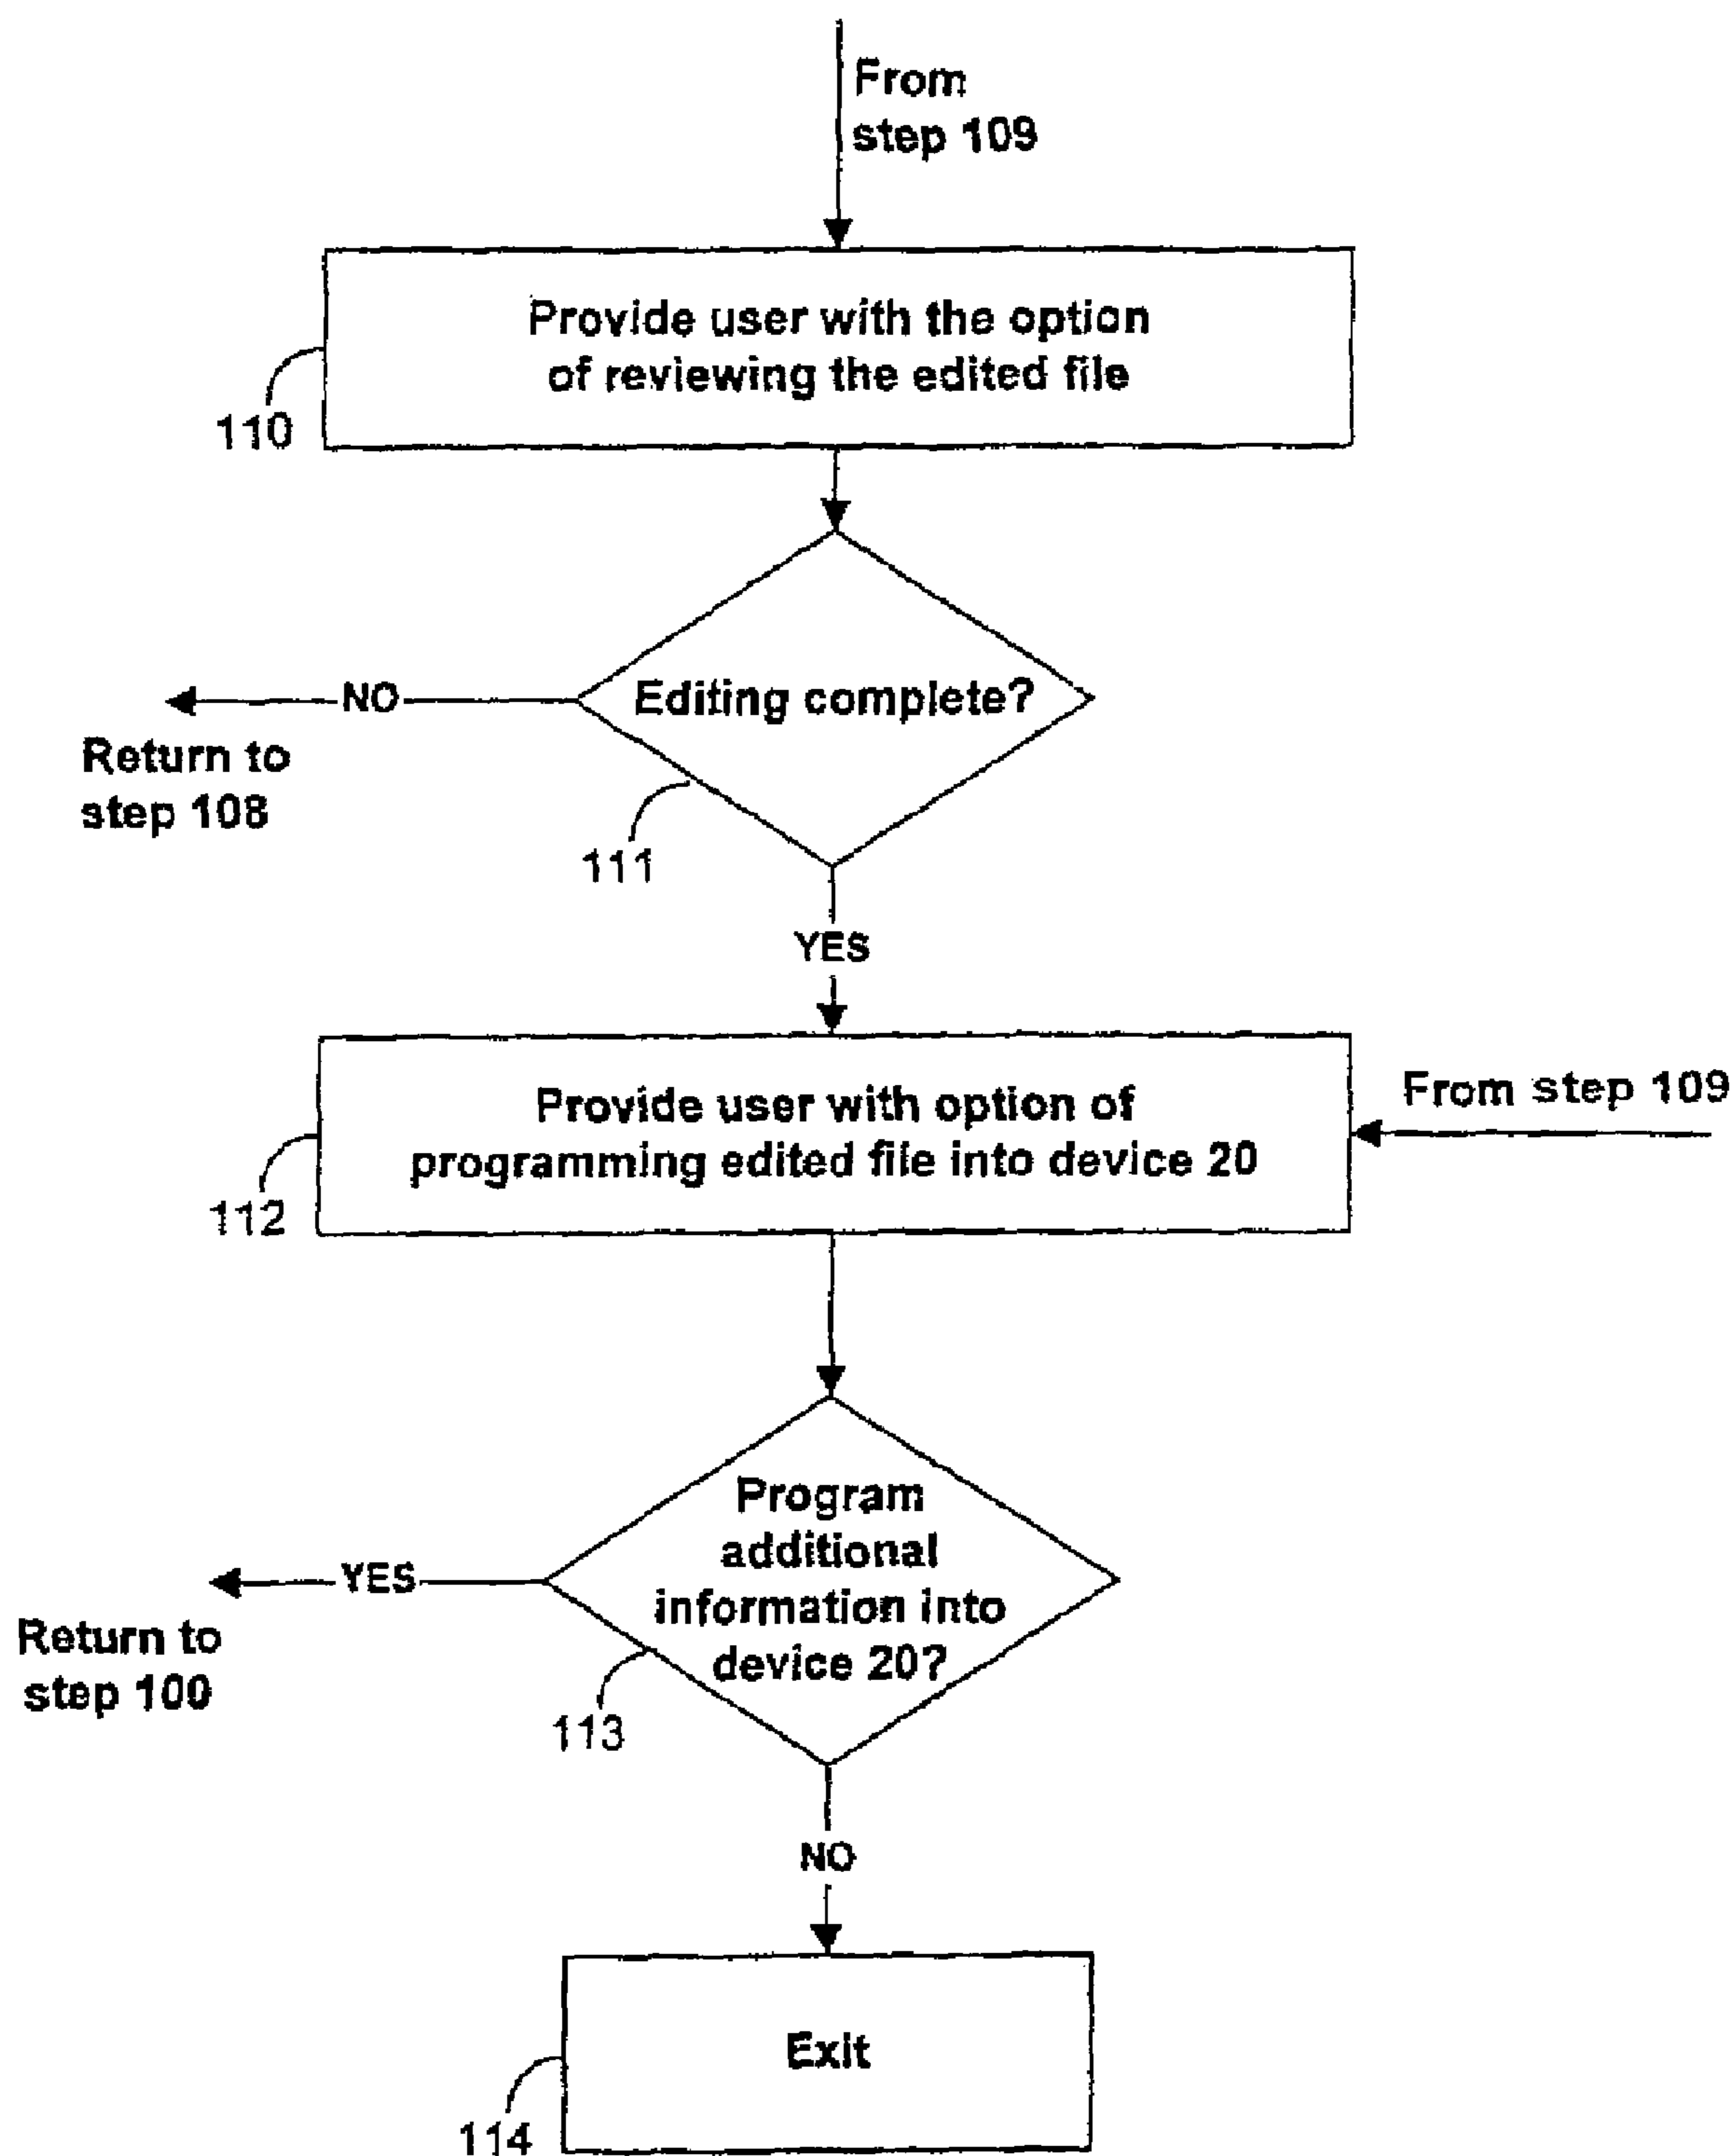 From
step 109
Provide user with the option
of reviewing the edited file
110
Editing complete?
NO
Return to
step 108
111
YES
Provide user with option of
programming edited file into device 20
From step 109
112
Program
additional
information into
device 20?
YES
Return to
step 100
113
NO
Exit
114